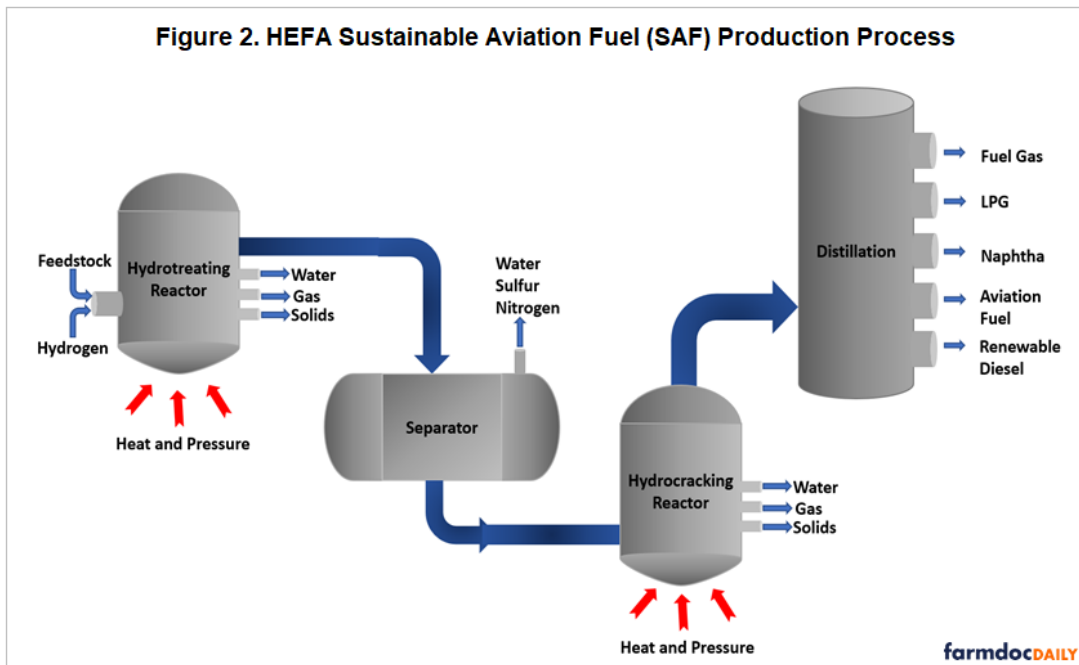 Figure 2. HEFA Sustainable Aviation Fuel (SAF) Production Process
Feedstock
Hydrogen
Hydrotreating
Reactor
Water
Gas
Solids
Heat and Pressure
Water
Sulfur
Nitrogen
Separator
Hydrocracking
Reactor
Water
Gas
Solids
Heat and Pressure
Distillation
Fuel Gas
LPG
Naphtha
Aviation
Fuel
Renewable
Diesel
farmdocDAILY